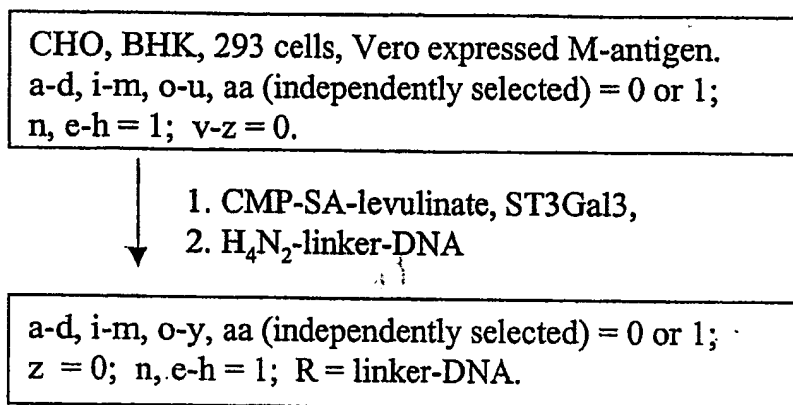 CHO, BHK, 293 cells, Vero expressed M-antigen.
a-d, i-m, o-u, aa (independently selected) = 0 or 1;
n, e-h = 1; v-z = 0.
1. CMP-SA-levulinate, ST3Gal3,
2. H₄N₂-linker-DNA
a-d, i-m, o-y, aa (independently selected) = 0 or 1;
z = 0; n, e-h = 1; R = linker-DNA.